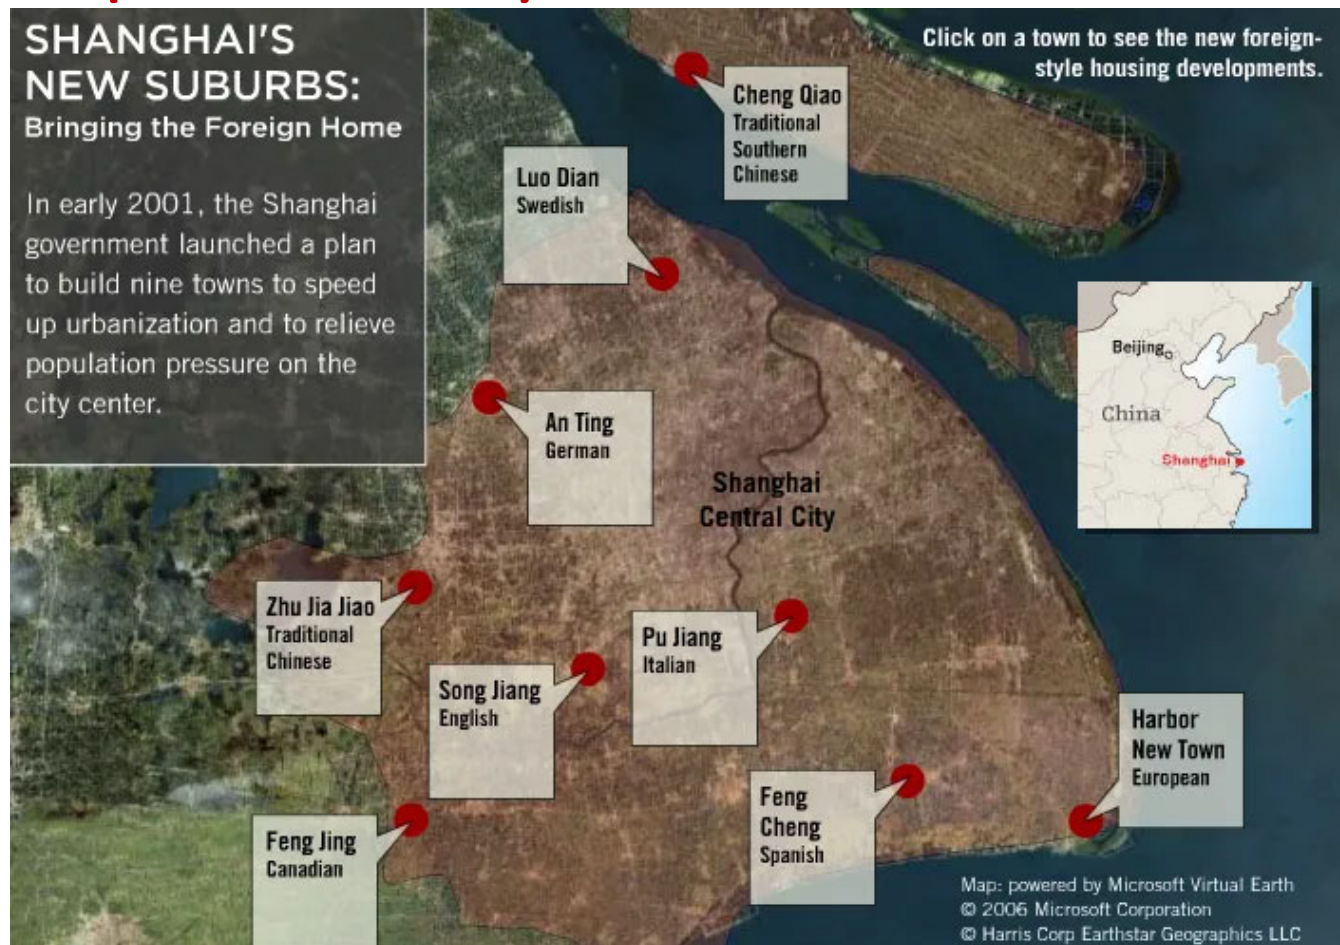 SHANGHAI'S
NEW SUBURBS:
Bringing the Foreign Home
In early 2001, the Shanghai
government launched a plan
to build nine towns to speed
up urbanization and to relieve
population pressure on the
city center.
Click on a town to see the new foreign-
style housing developments.
Cheng Qiao
Traditional
Southern
Chinese
Luo Dian
Swedish
An Ting
German
Shanghai
Central City
Beijing
China
Shanghai
Zhu Jia Jiao
Traditional
Chinese
Song Jiang
English
Pu Jiang
Italian
Harbor
New Town
European
Feng
Cheng
Spanish
Feng Jing
Canadian
Map: powered by Microsoft Virtual Earth
© 2006 Microsoft Corporation
© Harris Corp Earthstar Geographics LLC